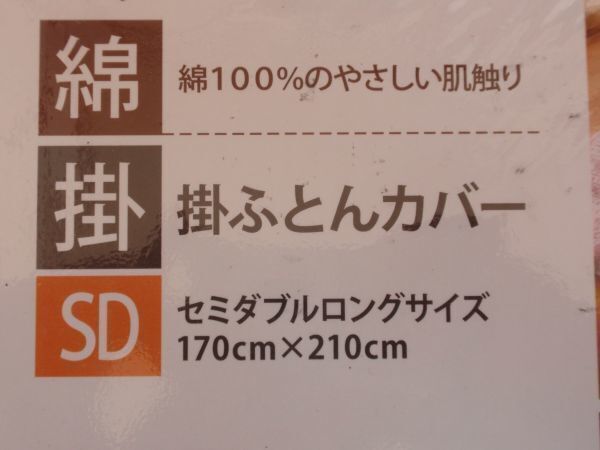 綿
綿100%のやさしい肌触り
掛
掛ふとんカバー
SD
セミダブルロングサイズ
170cm×210cm